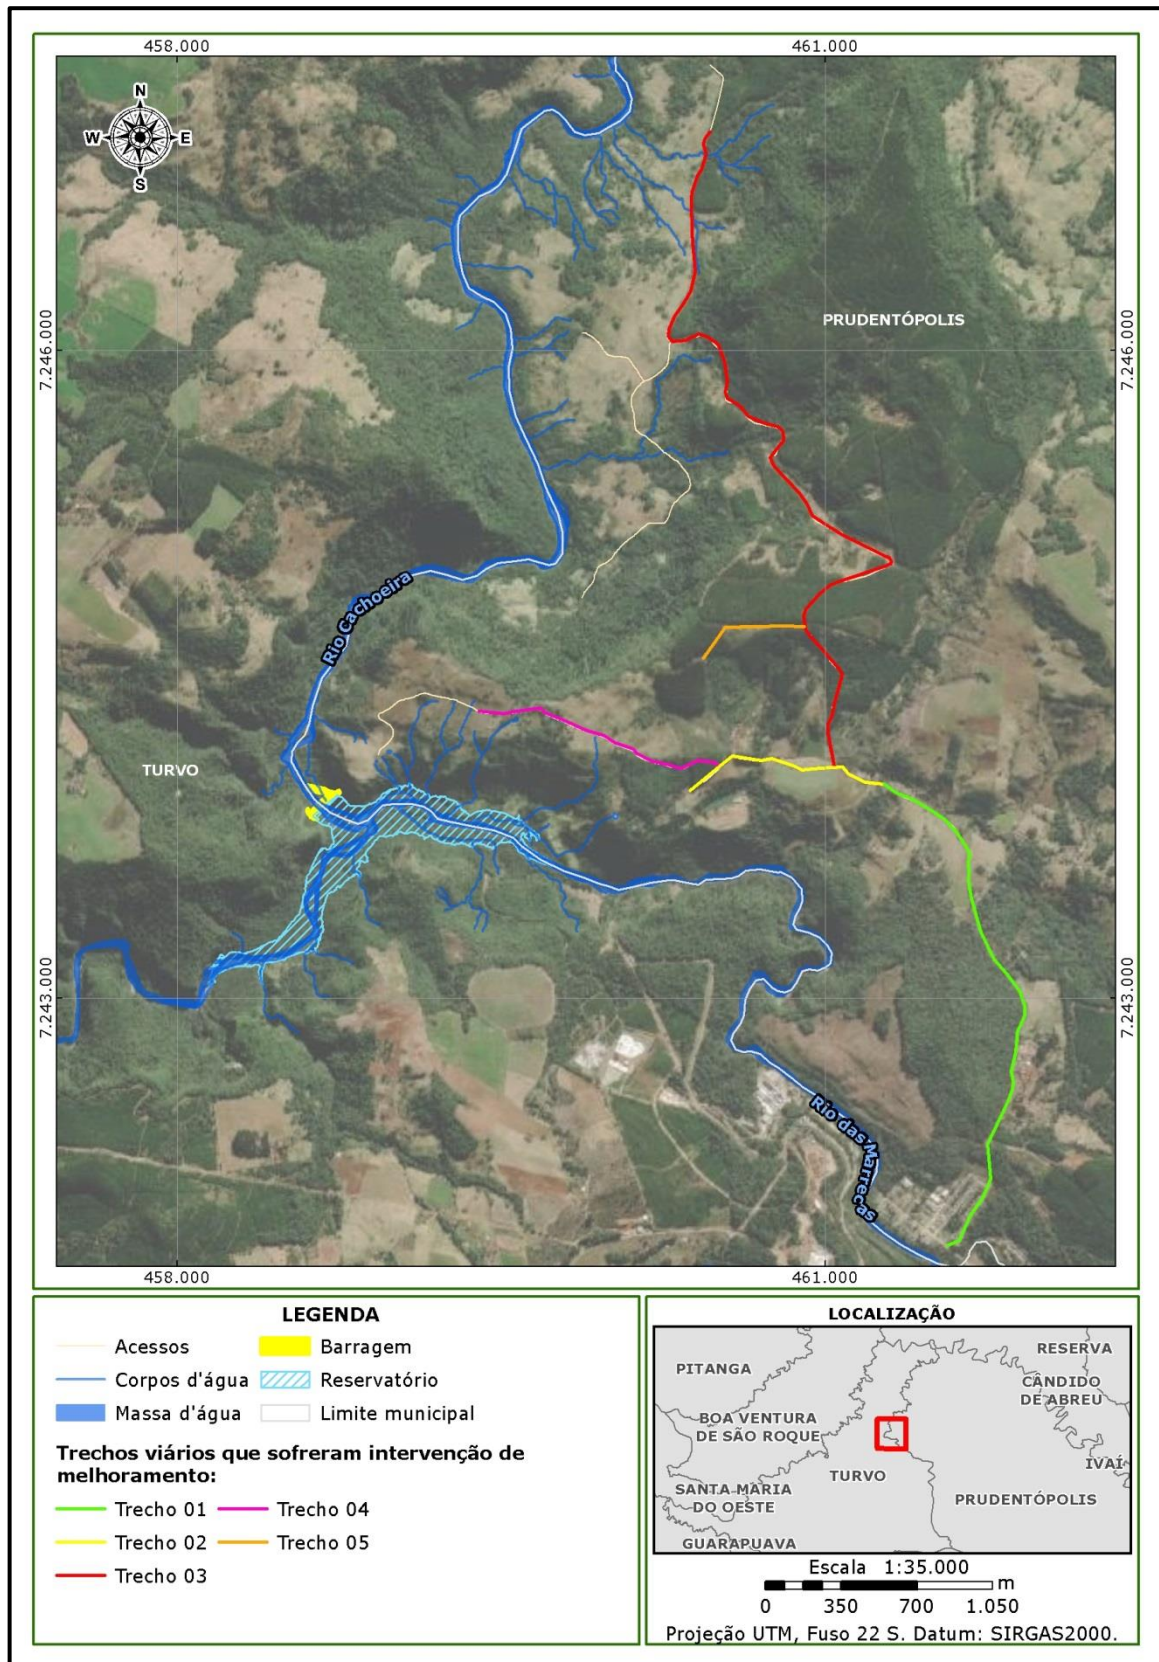 458.000
461.000
N
W
E
S
PRUDENTÓPOLIS
7.246.000
7.246.000
Rio Cachoeira
TURVO
7.243.000
7.243.000
Rio das Marrecas
458.000
461.000
LEGENDA
Acessos
Barragem
Corpos d'água
Reservatório
Massa d'água
Limite municipal
Trechos viários que sofreram intervenção de
melhoramento:
Trecho 01
Trecho 04
Trecho 02
Trecho 05
Trecho 03
LOCALIZAÇÃO
RESERVA
PITANGA
CÂNDIDO
DE ABREU
BOA VENTURA
DE SÃO ROQUE
IVAÍ
TURVO
SANTA MARIA
DO OESTE
PRUDENTÓPOLIS
GUARAPUAVA
Escala 1:35.000
m
0 350 700 1.050
Projeção UTM, Fuso 22 S. Datum: SIRGAS2000.